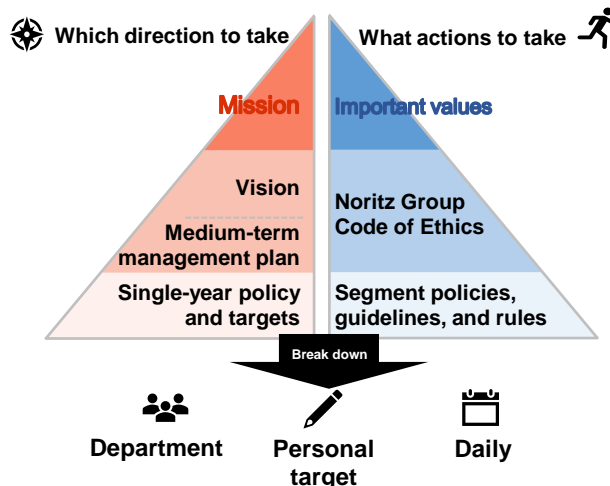 Which direction to take
What actions to take
Mission
Important values
Vision
Medium-term
management plan
Noritz Group
Code of Ethics
Single-year policy
and targets
Segment policies,
guidelines, and rules
Break down
Department
Personal
target
Daily